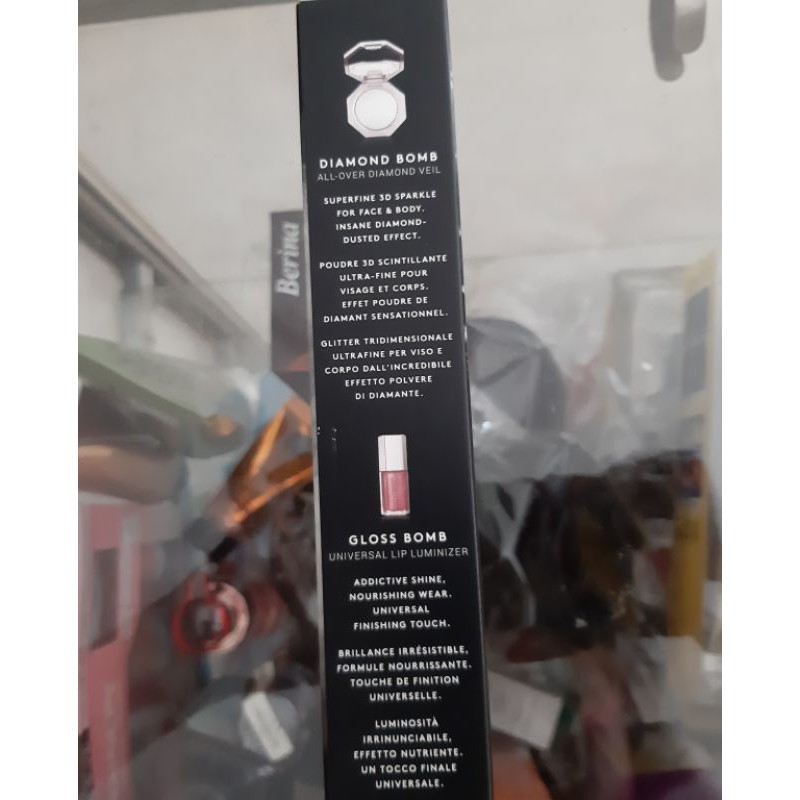 DIAMOND BOMB
ALL-OVER DIAMOND VEIL
SUPERFINE 3D SPARKLE
FOR FACE & BODY.
INSANE DIAMOND-
DUSTED EFFECT.
POUDRE 3D SCINTILLANTE
ULTRA-FINE POUR
VISAGE ET CORPS.
EFFET POUDRE DE
DIAMANT SENSATIONNEL.
GLITTER TRIDIMENSIONALE
ULTRAFINE PER VISO E
CORPO DALL'INCREDIBILE
EFFETTO POLVERE
DI DIAMANTE.
GLOSS BOMB
UNIVERSAL LIP LUMINIZER
ADDICTIVE SHINE,
NOURISHING WEAR.
UNIVERSAL
FINISHING TOUCH.
BRILLANCE IRRÉSISTIBLE,
FORMULE NOURRISSANTE.
TOUCHE DE FINITION
UNIVERSELLE.
LUMINOSITÀ
IRRINUNCIABILE,
EFFETTO NUTRIENTE.
UN TOCCO FINALE
UNIVERSALE.
Berina